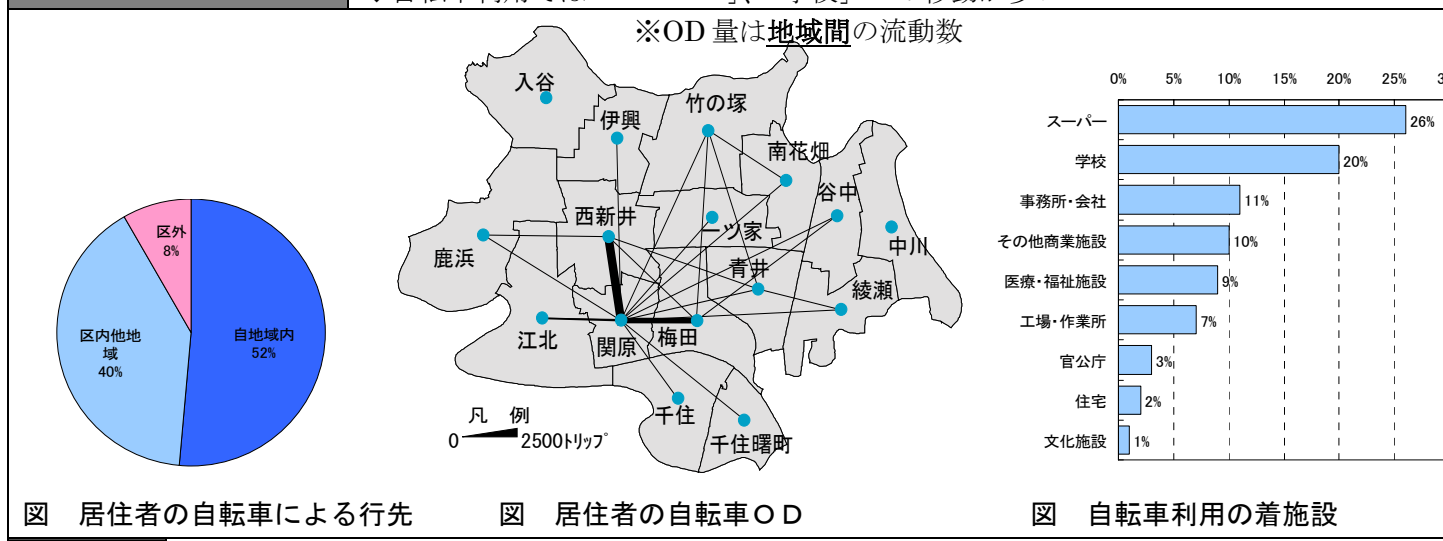 ※OD 量は地域間の流動数
区外
8%
区内他地
域
40%
自地域内
52%
図 居住者の自転車による行先
入谷
伊興
竹の塚
南花畑
谷中
西新井
一ツ家
中川
鹿浜
青井
綾瀬
江北
関原
梅田
千住
千住曙町
凡 例
0 2500ﾄﾘｯﾌﾟ
図 居住者の自転車OD
0% 5% 10% 15% 20% 25%
スーパー 26%
学校 20%
事務所・会社 11%
その他商業施設 10%
医療・福祉施設 9%
工場・作業所 7%
官公庁 3%
住宅 2%
文化施設 1%
図 自転車利用の着施設